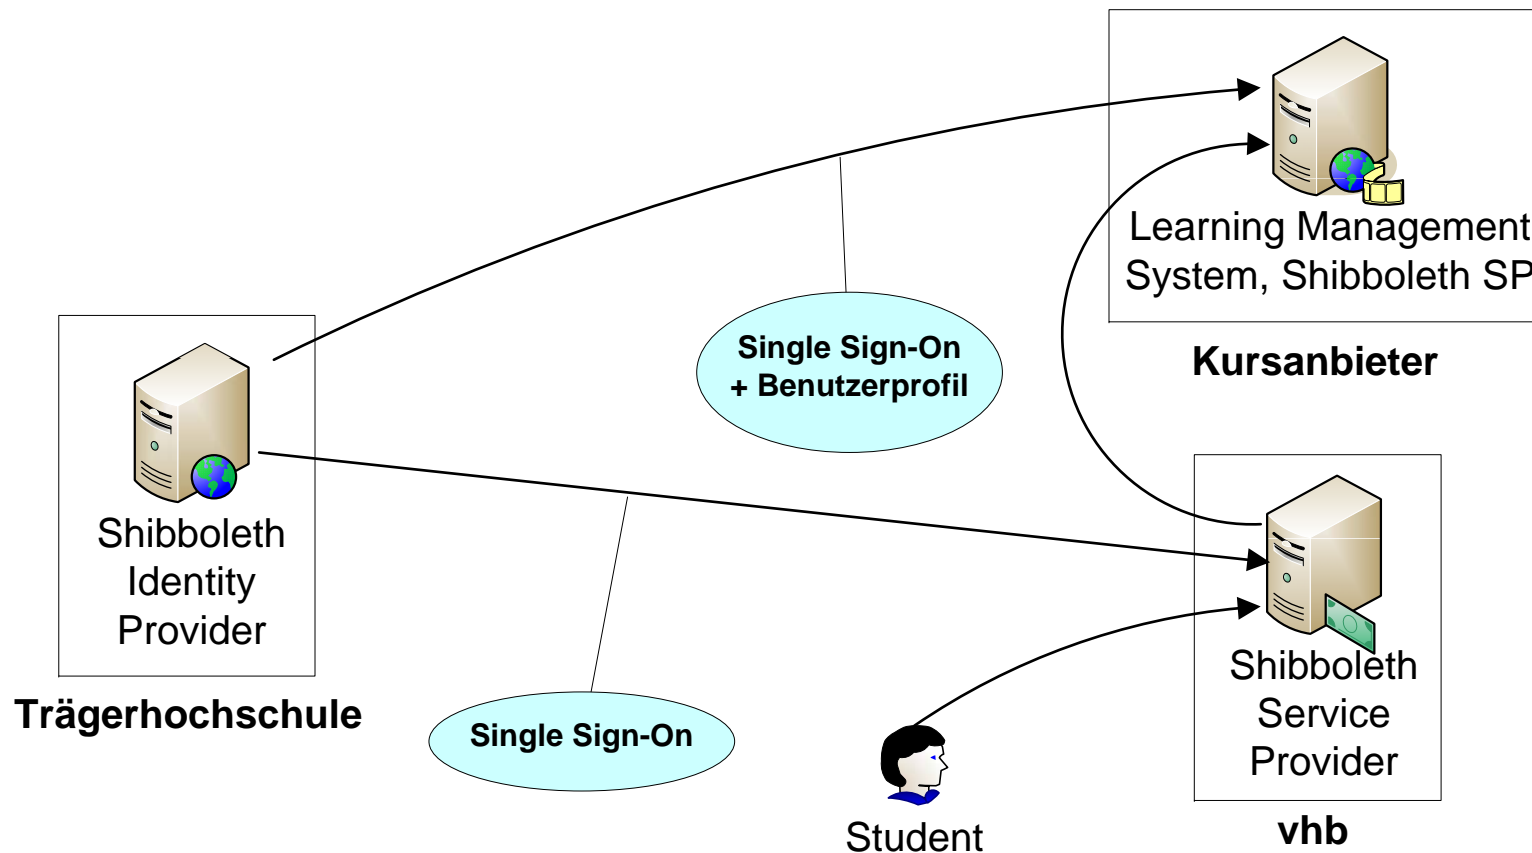 Learning Management
System, Shibboleth SP
Kursanbieter
Single Sign-On
+ Benutzerprofil
Shibboleth
Identity
Provider
Trägerhochschule
Single Sign-On
Student
Shibboleth
Service
Provider
vhb